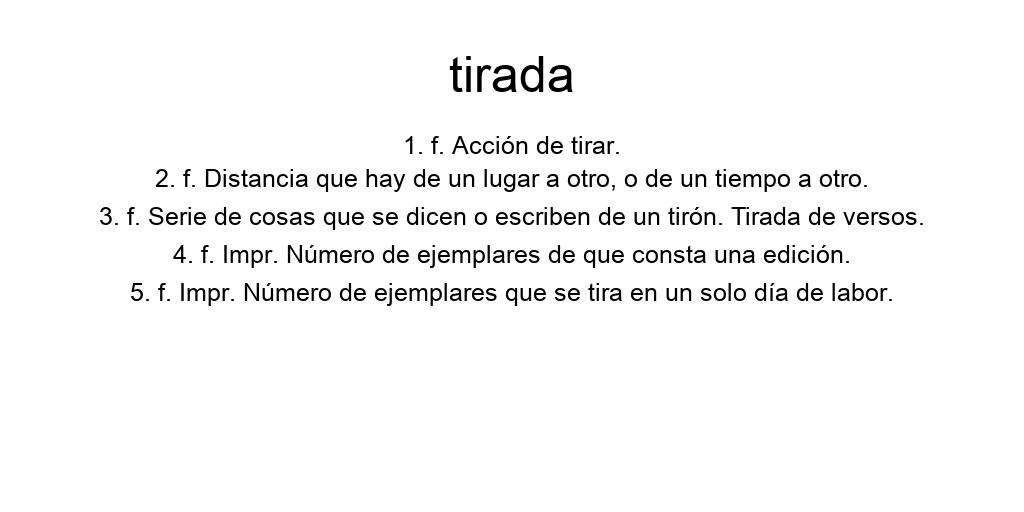 tirada
1. f. Acción de tirar.
2. f. Distancia que hay de un lugar a otro, o de un tiempo a otro.
3. f. Serie de cosas que se dicen o escriben de un tirón. Tirada de versos.
4. f. Impr. Número de ejemplares de que consta una edición.
5. f. Impr. Número de ejemplares que se tira en un solo día de labor.